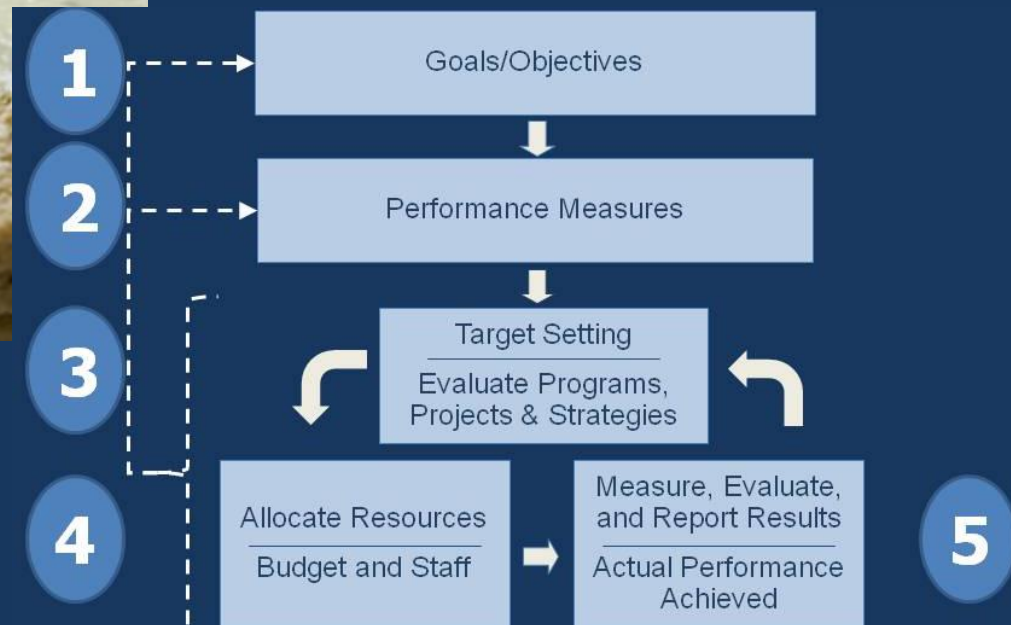 1
Goals/Objectives
2
Performance Measures
3
Target Setting
Evaluate Programs,
Projects & Strategies
4
Allocate Resources
Budget and Staff
Measure, Evaluate,
and Report Results
Actual Performance
Achieved
5